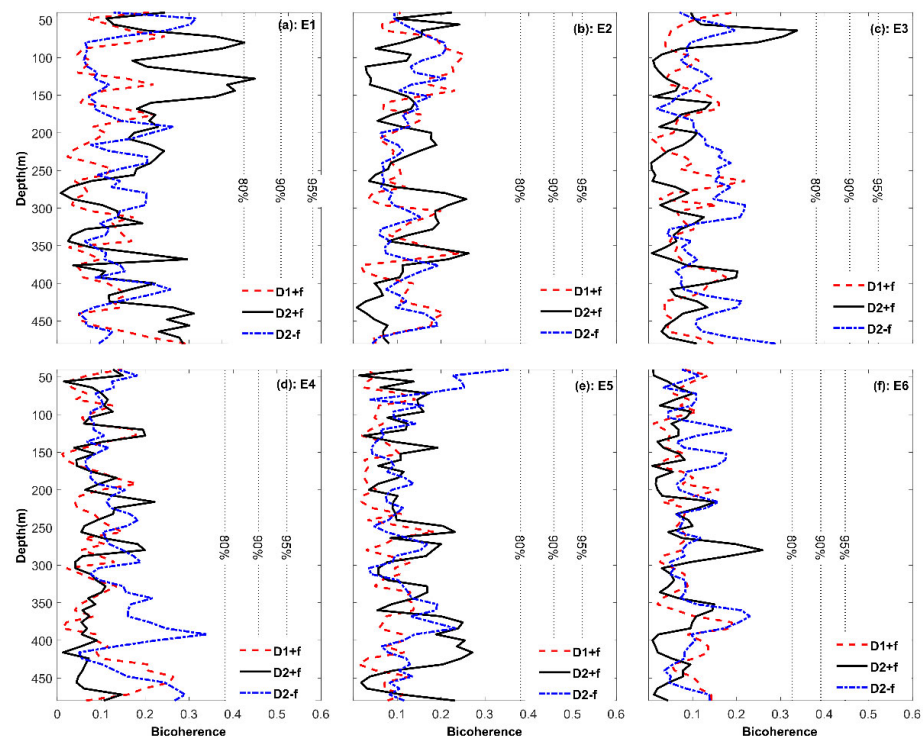 (a): E1
(b): E2
(c): E3
50
100
150
200
250
300
350
400
450
Depth(m)
80%
90%
95%
80%
90%
95%
80%
90%
95%
D1+f
D2+f
D2-f
D1+f
D2+f
D2-f
D1+f
D2+f
D2-f
(d): E4
(e): E5
(f): E6
50
100
150
200
250
300
350
400
450
Depth(m)
80%
90%
95%
80%
90%
95%
80%
90%
95%
D1+f
D2+f
D2-f
D1+f
D2+f
D2-f
D1+f
D2+f
D2-f
0 0.1 0.2 0.3 0.4 0.5 0.6 0.1 0.2 0.3 0.4 0.5 0.6 0.1 0.2 0.3 0.4 0.5 0.6
Bicoherence Bicoherence Bicoherence